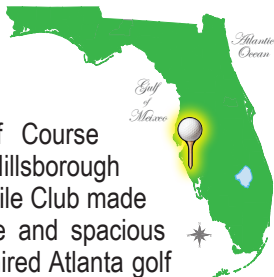 Atlantic
Ocean
Gulf
of
Meixco
f Course
Hillsborough
ile Club made
e and spacious
ired Atlanta golf